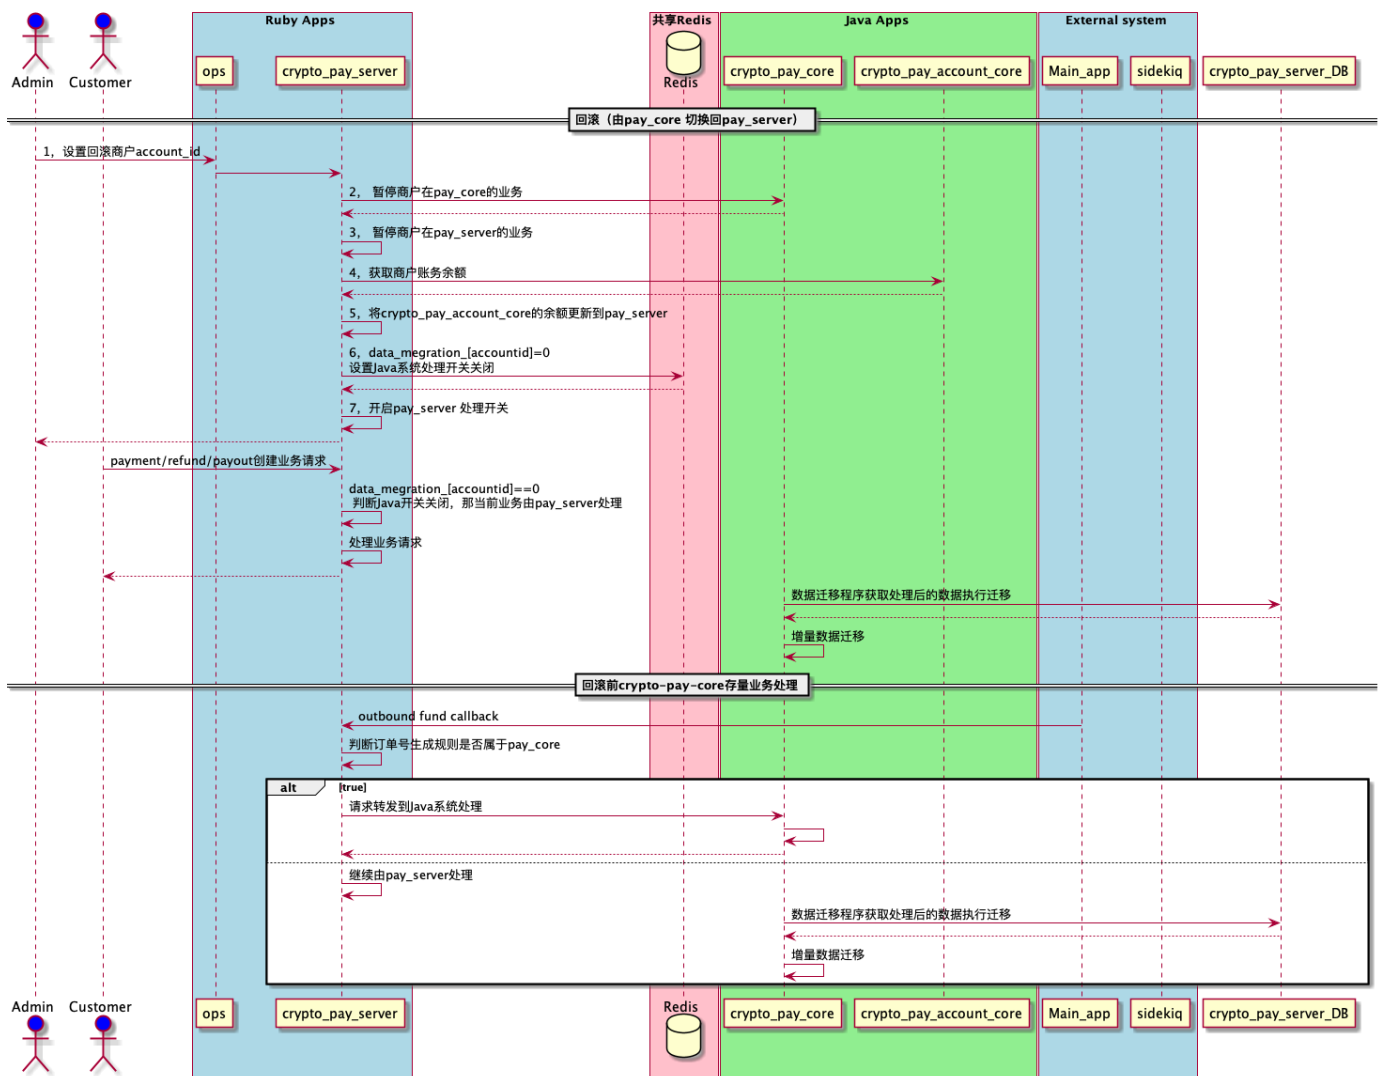 Ruby Apps
共享Redis
Java Apps
External system
Admin
Customer
ops
crypto_pay_server
Redis
crypto_pay_core
crypto_pay_account_core
Main_app
sidekiq
crypto_pay_server_DB
回滚（由pay_core 切换回pay_server）
1，设置回滚商户account_id
2， 暂停商户在pay_core的业务
3， 暂停商户在pay_server的业务
4，获取商户账务余额
5，将crypto_pay_account_core的余额更新到pay_server
6，data_megration_[accountid]=0
设置Java系统处理开关关闭
7，开启pay_server 处理开关
payment/refund/payout创建业务请求
data_megration_[accountid]==0
判断Java开关关闭，那当前业务由pay_server处理
处理业务请求
数据迁移程序获取处理后的数据执行迁移
增量数据迁移
回滚前crypto-pay-core存量业务处理
outbound fund callback
判断订单号生成规则是否属于pay_core
alt
[true]
请求转发到Java系统处理
继续由pay_server处理
数据迁移程序获取处理后的数据执行迁移
增量数据迁移
Admin
Customer
ops
crypto_pay_server
Redis
crypto_pay_core
crypto_pay_account_core
Main_app
sidekiq
crypto_pay_server_DB